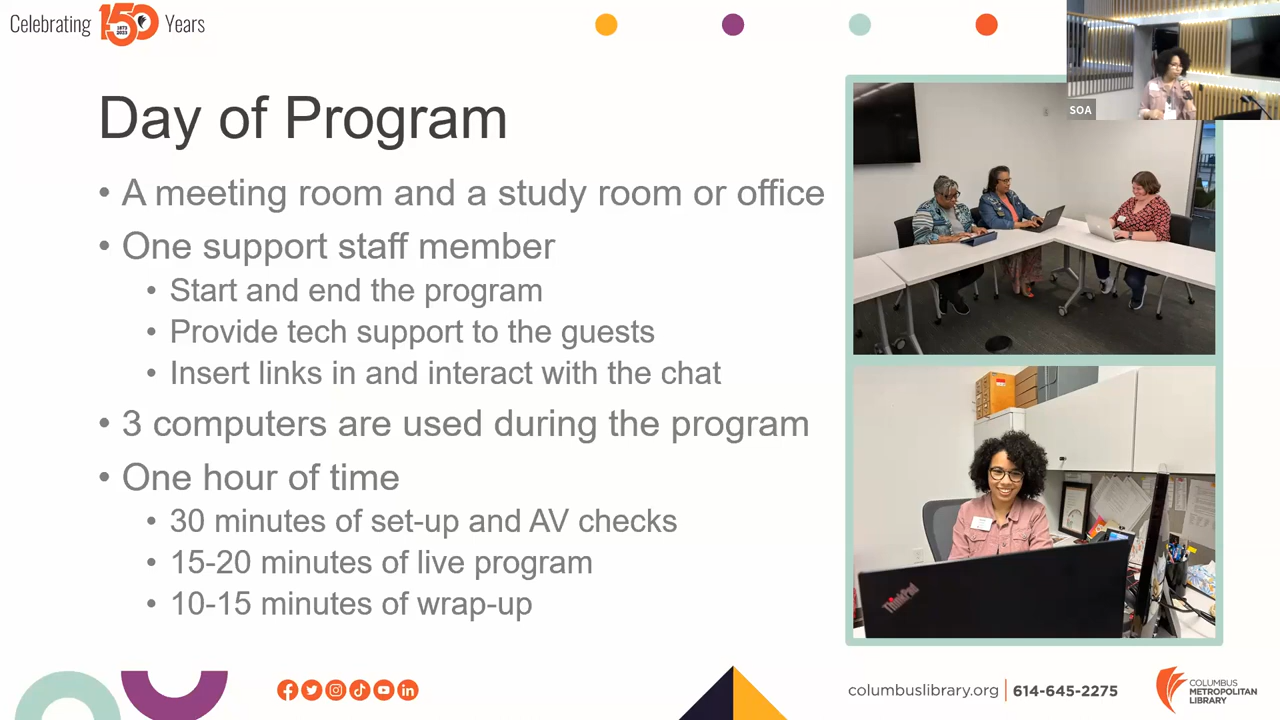 Celebrating 150 Years
1873
2023
SOA
Day of Program
• A meeting room and a study room or office
• One support staff member
• Start and end the program
• Provide tech support to the guests
• Insert links in and interact with the chat
• 3 computers are used during the program
• One hour of time
• 30 minutes of set-up and AV checks
• 15-20 minutes of live program
• 10-15 minutes of wrap-up
ThinkPad
columbuslibrary.org | 614-645-2275
COLUMBUS
METROPOLITAN
LIBRARY